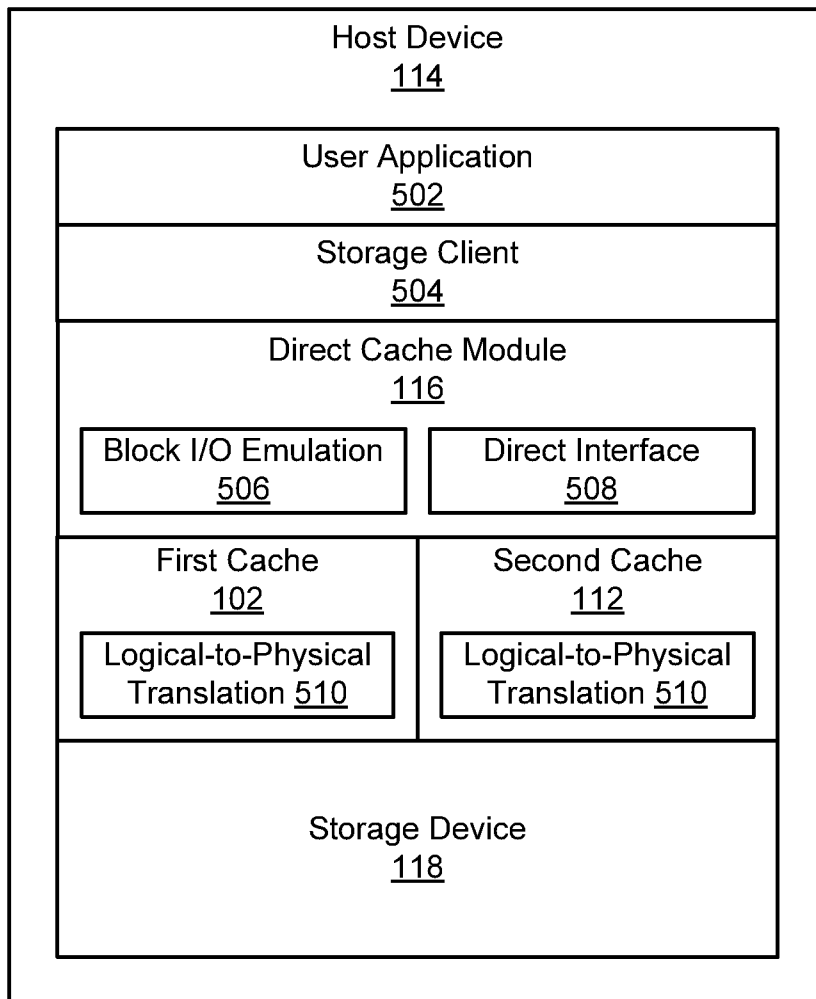 Host Device
114
User Application
502
Storage Client
504
Direct Cache Module
116
Block I/O Emulation
506
Direct Interface
508
First Cache
102
Logical-to-Physical
Translation 510
Second Cache
112
Logical-to-Physical
Translation 510
Storage Device
118